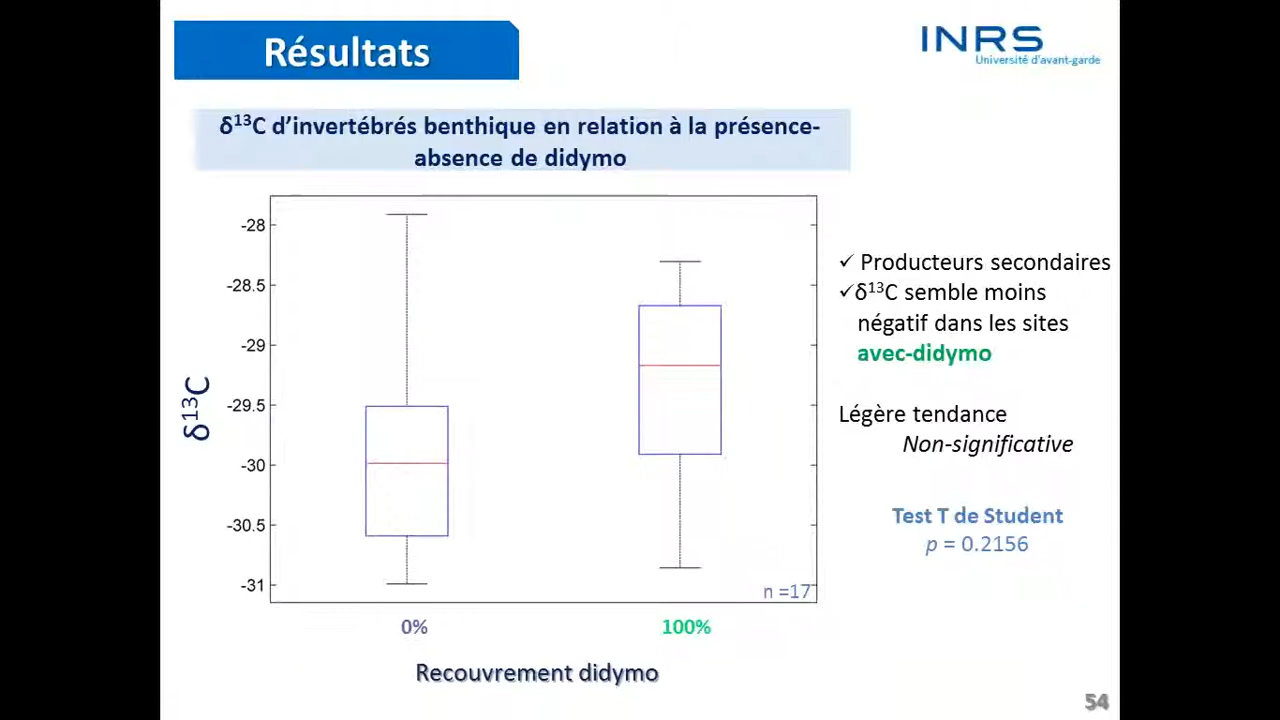 Résultats
INRS
Université d'avant-garde
δ¹³C d'invertébrés benthique en relation à la présence-
absence de didymo
-28
-28.5
-29
-29.5
-30
-30.5
-31
δ¹³C
n =17
0%
100%
Recouvrement didymo
✓ Producteurs secondaires
✓δ¹³C semble moins
négatif dans les sites
avec-didymo
Légère tendance
Non-significative
Test T de Student
p = 0.2156
54